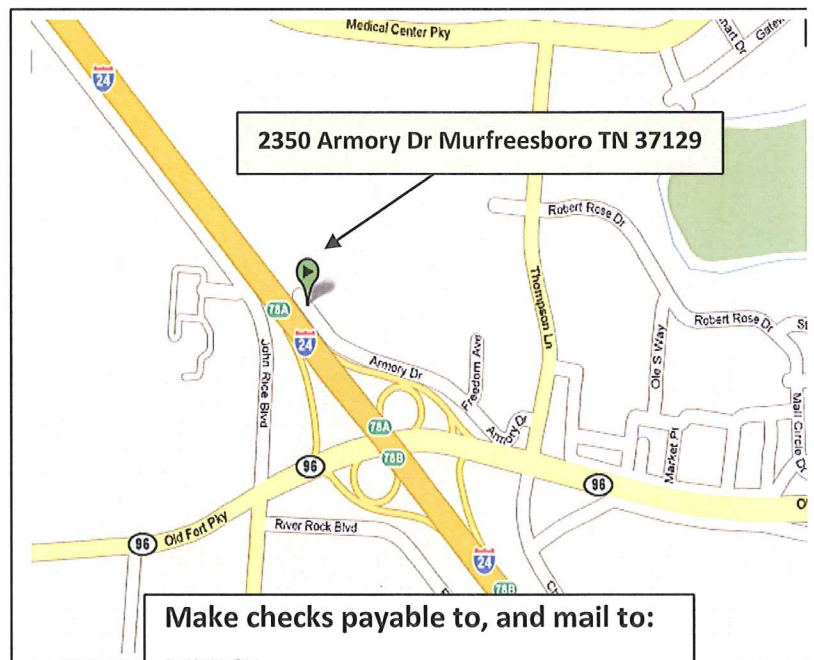 Medical Center Pky
24
2350 Armory Dr Murfreesboro TN 37129
Robert Rose Dr
Thompson Ln
78A
24
John Rice Blvd
Armory Dr
Freedom Ave
Armory Dr
Ole S Way
Robert Rose Dr
Market Pl
Mall Circle Dr
78A
78B
96
96
96
Old Fort Pky
River Rock Blvd
24
78B
Make checks payable to, and mail to: